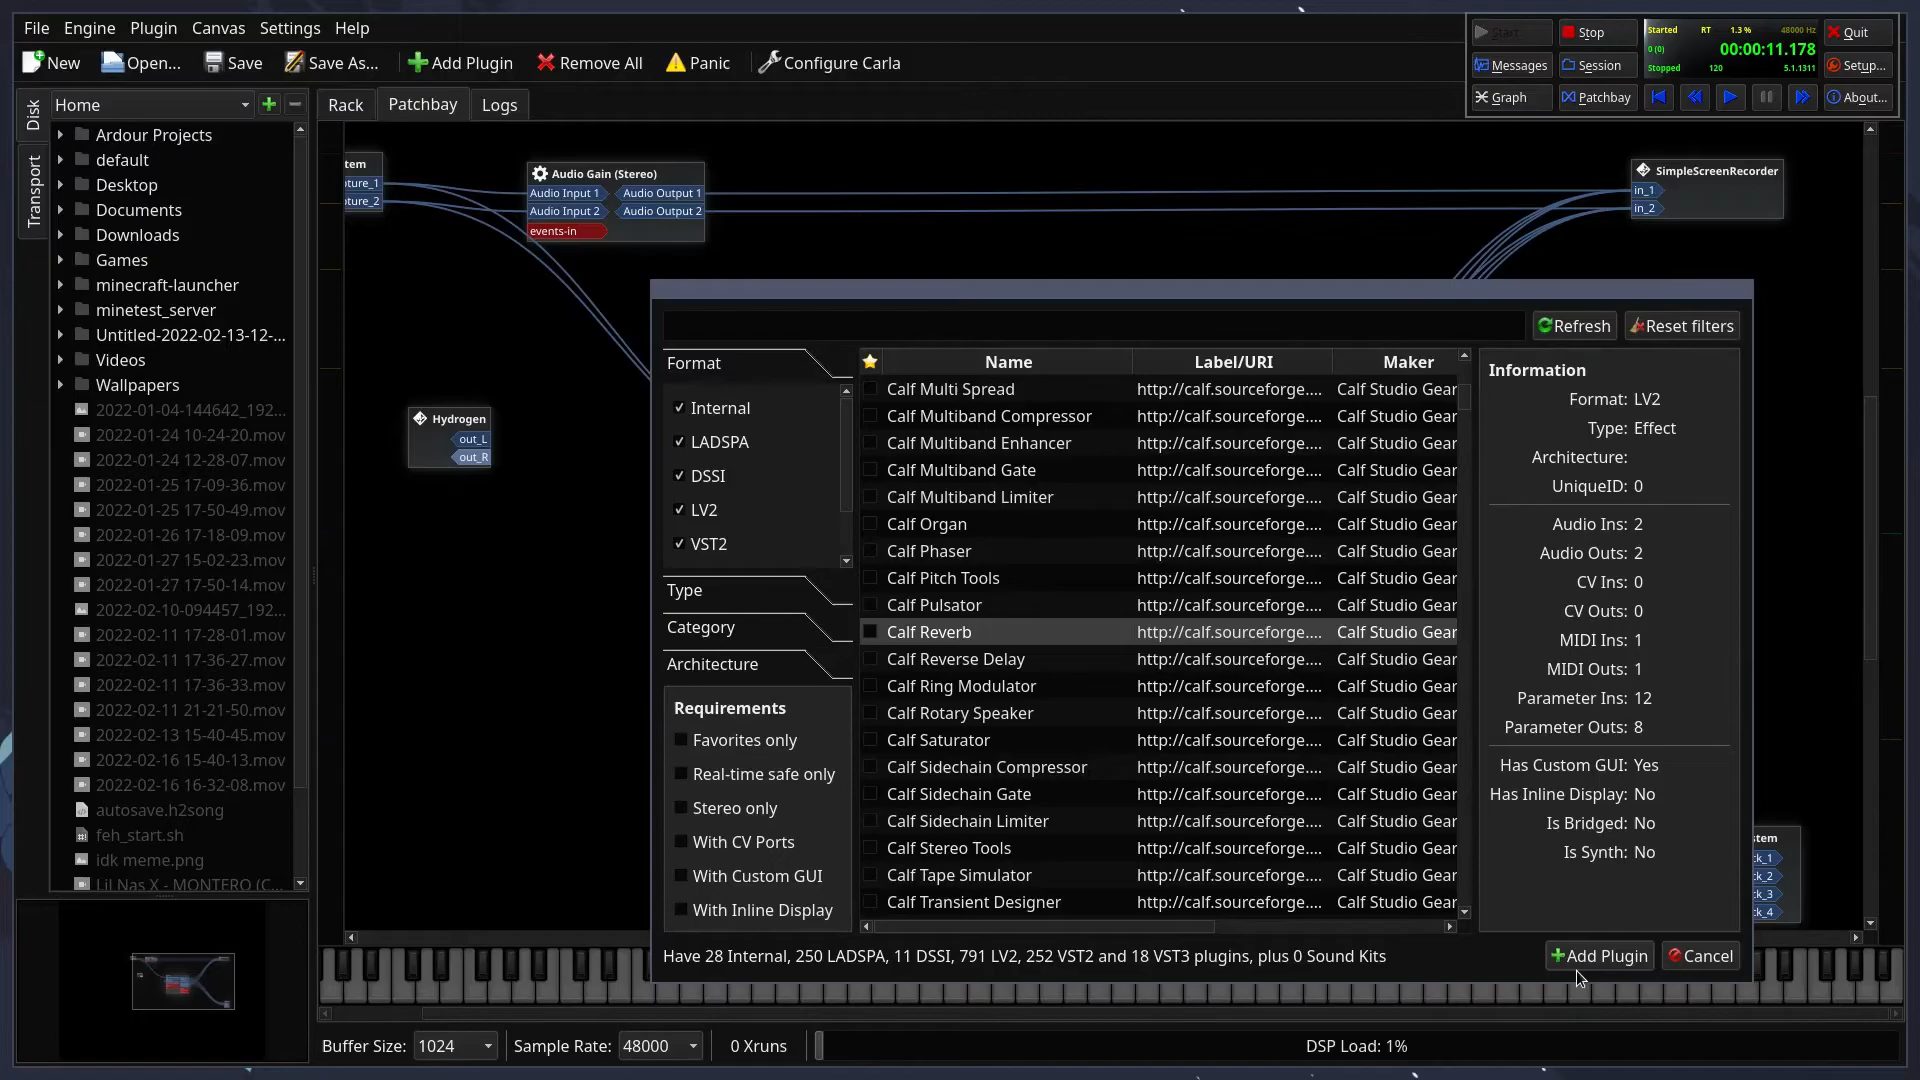 File Engine Plugin Canvas Settings Help
New Open... Save Save As... Add Plugin Remove All Panic Configure Carla
Start Stop Started RT 1.3 % 48000 Hz Quit
0 (0) 00:00:11.178
Messages Session Stopped 120 5.1.1311 Setup...
Graph Patchbay About...
Disk
Transport
Home
Ardour Projects
default
Desktop
Documents
Downloads
Games
minecraft-launcher
minetest_server
Untitled-2022-02-13-12-...
Videos
Wallpapers
2022-01-04-144642_192...
2022-01-24 10-24-20.mov
2022-01-24 12-28-07.mov
2022-01-25 17-09-36.mov
2022-01-25 17-50-49.mov
2022-01-26 17-18-09.mov
2022-01-27 15-02-23.mov
2022-01-27 17-50-14.mov
2022-02-10-094457_192...
2022-02-11 17-28-01.mov
2022-02-11 17-36-27.mov
2022-02-11 17-36-33.mov
2022-02-11 21-21-50.mov
2022-02-13 15-40-45.mov
2022-02-16 15-40-13.mov
2022-02-16 16-32-08.mov
autosave.h2song
feh_start.sh
idk meme.png
Lil Nas X - MONTERO (C...
Rack Patchbay Logs
tem
ture_1
ture_2
Audio Gain (Stereo)
Audio Input 1 Audio Output 1
Audio Input 2 Audio Output 2
events-in
SimpleScreenRecorder
in_1
in_2
Hydrogen
out_L
out_R
Refresh Reset filters
Format
Internal
LADSPA
DSSI
LV2
VST2
Type
Category
Architecture
Requirements
Favorites only
Real-time safe only
Stereo only
With CV Ports
With Custom GUI
With Inline Display
Name Label/URI Maker
Calf Multi Spread http://calf.sourceforge.... Calf Studio Gear
Calf Multiband Compressor http://calf.sourceforge.... Calf Studio Gear
Calf Multiband Enhancer http://calf.sourceforge.... Calf Studio Gear
Calf Multiband Gate http://calf.sourceforge.... Calf Studio Gear
Calf Multiband Limiter http://calf.sourceforge.... Calf Studio Gear
Calf Organ http://calf.sourceforge.... Calf Studio Gear
Calf Phaser http://calf.sourceforge.... Calf Studio Gear
Calf Pitch Tools http://calf.sourceforge.... Calf Studio Gear
Calf Pulsator http://calf.sourceforge.... Calf Studio Gear
Calf Reverb http://calf.sourceforge.... Calf Studio Gear
Calf Reverse Delay http://calf.sourceforge.... Calf Studio Gear
Calf Ring Modulator http://calf.sourceforge.... Calf Studio Gear
Calf Rotary Speaker http://calf.sourceforge.... Calf Studio Gear
Calf Saturator http://calf.sourceforge.... Calf Studio Gear
Calf Sidechain Compressor http://calf.sourceforge.... Calf Studio Gear
Calf Sidechain Gate http://calf.sourceforge.... Calf Studio Gear
Calf Sidechain Limiter http://calf.sourceforge.... Calf Studio Gear
Calf Stereo Tools http://calf.sourceforge.... Calf Studio Gear
Calf Tape Simulator http://calf.sourceforge.... Calf Studio Gear
Calf Transient Designer http://calf.sourceforge.... Calf Studio Gear
Information
Format: LV2
Type: Effect
Architecture:
UniqueID: 0
Audio Ins: 2
Audio Outs: 2
CV Ins: 0
CV Outs: 0
MIDI Ins: 1
MIDI Outs: 1
Parameter Ins: 12
Parameter Outs: 8
Has Custom GUI: Yes
Has Inline Display: No
Is Bridged: No
Is Synth: No
Have 28 Internal, 250 LADSPA, 11 DSSI, 791 LV2, 252 VST2 and 18 VST3 plugins, plus 0 Sound Kits
Add Plugin Cancel
stem
ck_1
ck_2
ck_3
ck_4
Buffer Size: 1024 Sample Rate: 48000 0 Xruns DSP Load: 1%